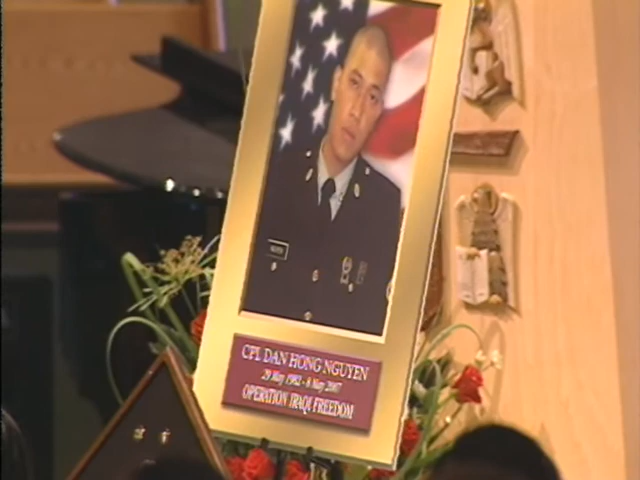 CPL DAN HONG NGUYEN
29 May 1982 - 8 May 2007
OPERATION IRAQI FREEDOM